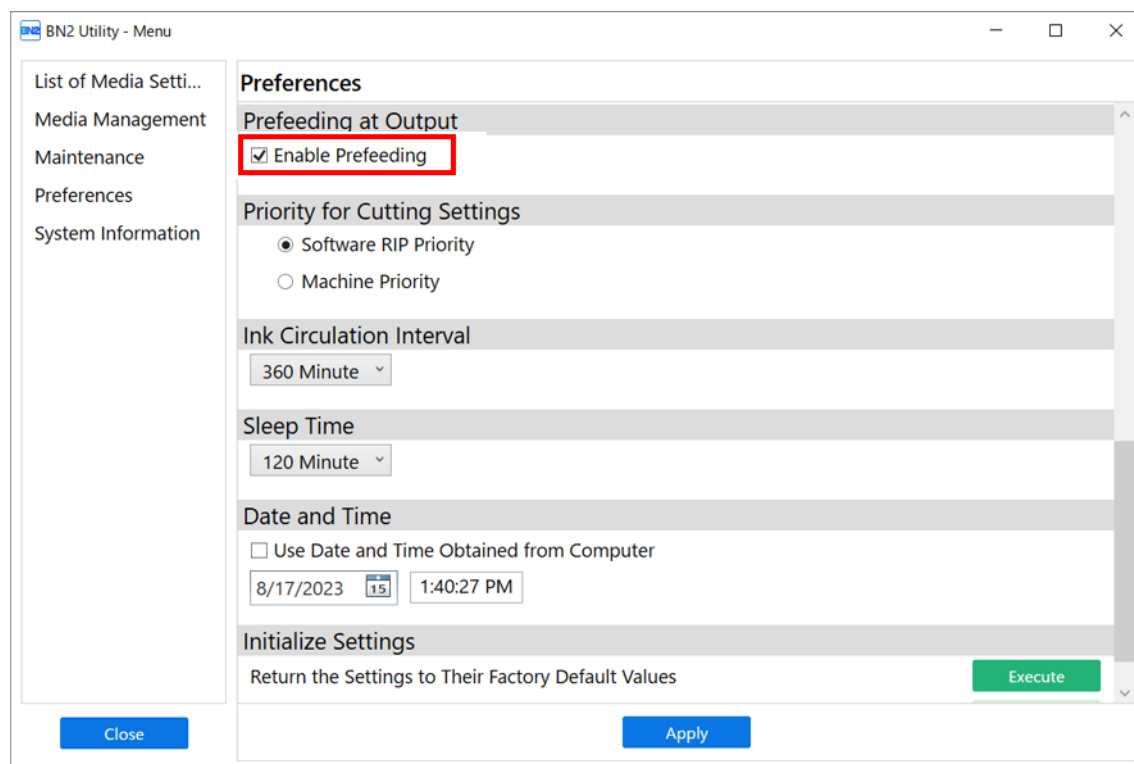 BN2 BN2 Utility - Menu
List of Media Setti...
Media Management
Maintenance
Preferences
System Information
Close
Preferences
Prefeeding at Output
Enable Prefeeding
Priority for Cutting Settings
Software RIP Priority
Machine Priority
Ink Circulation Interval
360 Minute
Sleep Time
120 Minute
Date and Time
Use Date and Time Obtained from Computer
8/17/2023 15 1:40:27 PM
Initialize Settings
Return the Settings to Their Factory Default Values Execute
Apply